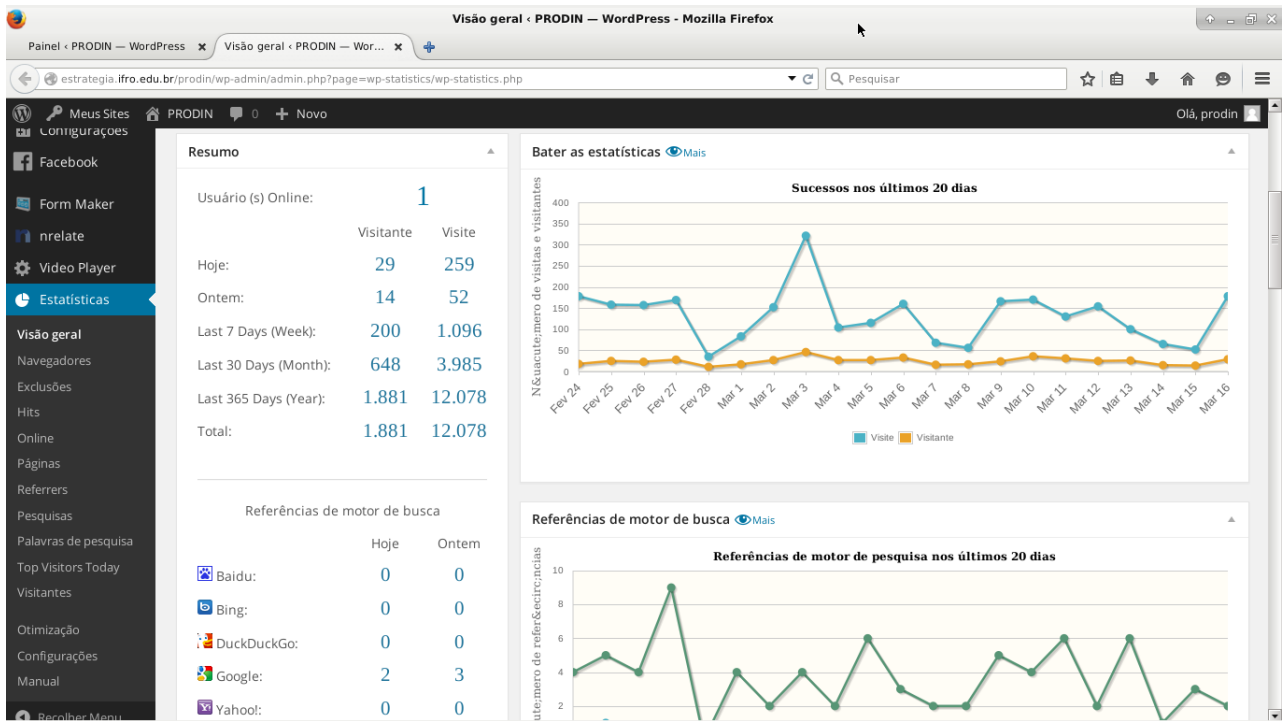 Visão geral ‹ PRODIN — WordPress - Mozilla Firefox
Painel ‹ PRODIN — WordPress
Visão geral ‹ PRODIN — Wor...
estrategia.ifro.edu.br/prodin/wp-admin/admin.php?page=wp-statistics/wp-statistics.php
Pesquisar
Meus Sites PRODIN 0 Novo
Olá, prodin
Configurações
Facebook
Form Maker
nrelate
Video Player
Estatísticas
Visão geral
Navegadores
Exclusões
Hits
Online
Páginas
Referrers
Pesquisas
Palavras de pesquisa
Top Visitors Today
Visitantes
Otimização
Configurações
Manual
Recolher Menu
Resumo
Usuário (s) Online: 1
Visitante Visite
Hoje: 29 259
Ontem: 14 52
Last 7 Days (Week): 200 1.096
Last 30 Days (Month): 648 3.985
Last 365 Days (Year): 1.881 12.078
Total: 1.881 12.078
Referências de motor de busca
Hoje Ontem
Baidu: 0 0
Bing: 0 0
DuckDuckGo: 0 0
Google: 2 3
Yahoo!: 0 0
Bater as estatísticas Mais
Sucessos nos últimos 20 dias
N&uacute;mero de visitas e visitantes
400
350
300
250
200
150
100
50
0
Fev 24 Fev 25 Fev 26 Fev 27 Fev 28 Mar 1 Mar 2 Mar 3 Mar 4 Mar 5 Mar 6 Mar 7 Mar 8 Mar 9 Mar 10 Mar 11 Mar 12 Mar 13 Mar 14 Mar 15 Mar 16
Visite Visitante
Referências de motor de busca Mais
Referências de motor de pesquisa nos últimos 20 dias
ute;mero de refer&ecirc;ncias
10
8
6
4
2